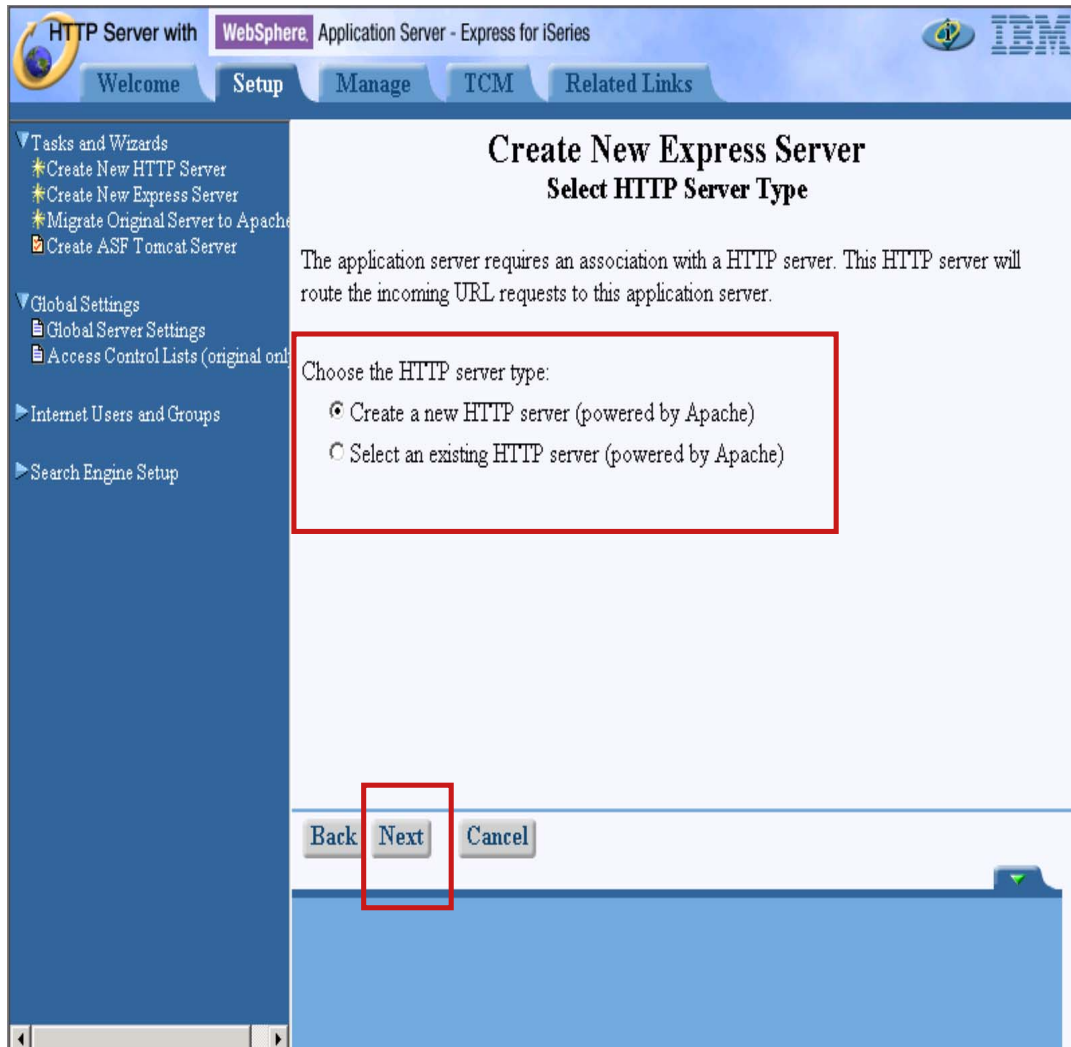 HTTP Server with WebSphere. Application Server - Express for iSeries
IBM
Welcome Setup Manage TCM Related Links
Tasks and Wizards
Create New HTTP Server
Create New Express Server
Migrate Original Server to Apache
Create ASF Tomcat Server
Global Settings
Global Server Settings
Access Control Lists (original only
Internet Users and Groups
Search Engine Setup
Create New Express Server
Select HTTP Server Type
The application server requires an association with a HTTP server. This HTTP server will
route the incoming URL requests to this application server.
Choose the HTTP server type:
Create a new HTTP server (powered by Apache)
Select an existing HTTP server (powered by Apache)
Back Next Cancel